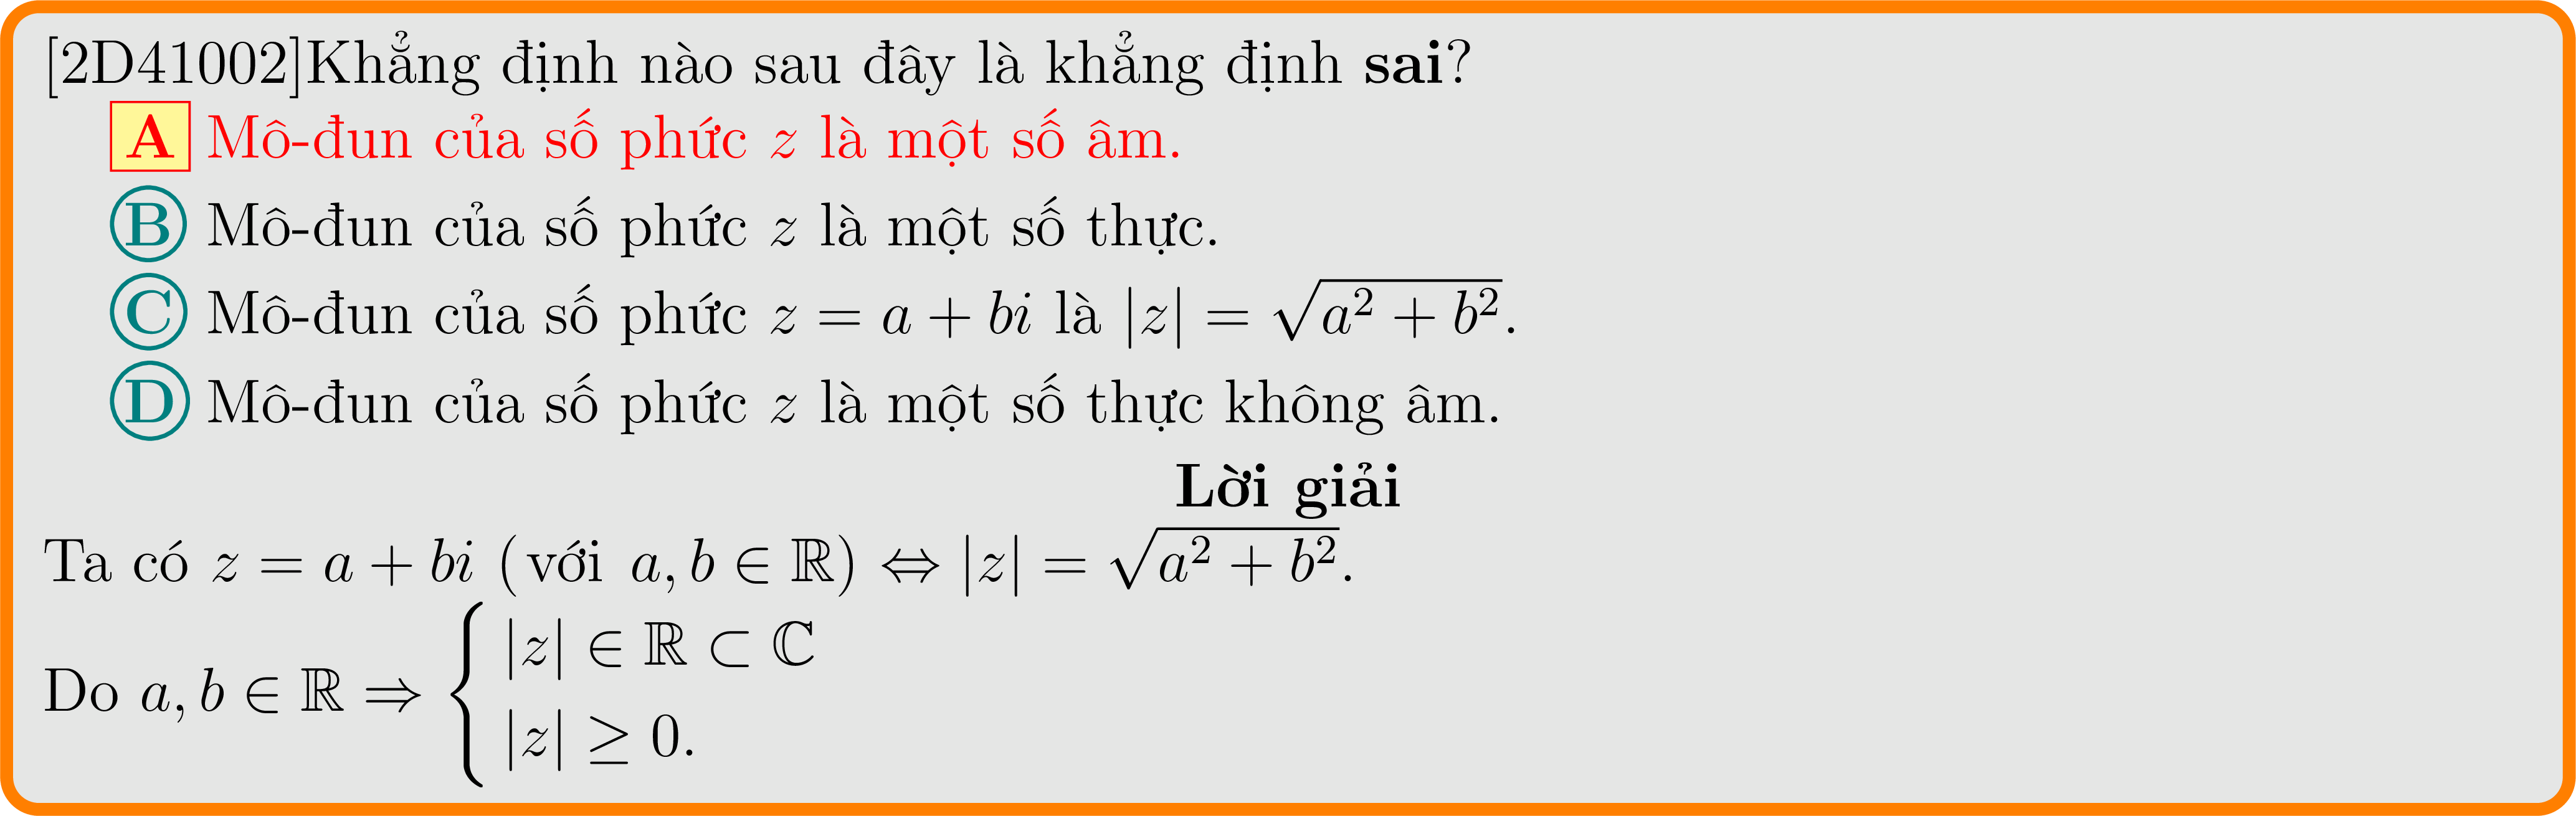 [2D41002]Khẳng định nào sau đây là khẳng định sai?
A Mô-đun của số phức z là một số âm.
B Mô-đun của số phức z là một số thực.
C Mô-đun của số phức z = a + bi là |z| = √(a² + b²).
D Mô-đun của số phức z là một số thực không âm.
Lời giải
Ta có z = a + bi (với a, b ∈ ℝ) ⇔ |z| = √(a² + b²).
Do a, b ∈ ℝ ⇒ {
|z| ∈ ℝ ⊂ ℂ
|z| ≥ 0.